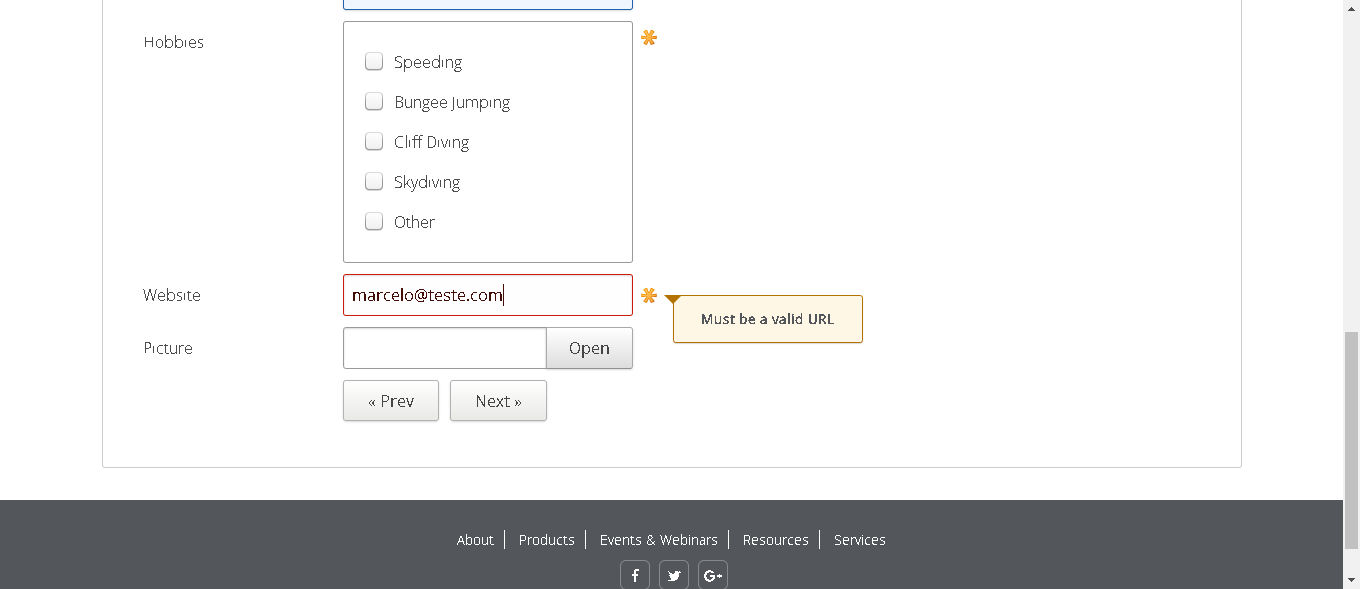 Hobbies
Speeding
Bungee Jumping
Cliff Diving
Skydiving
Other
Website
marcelo@teste.com
Must be a valid URL
Picture
Open
« Prev
Next »
About
Products
Events & Webinars
Resources
Services
f
G+